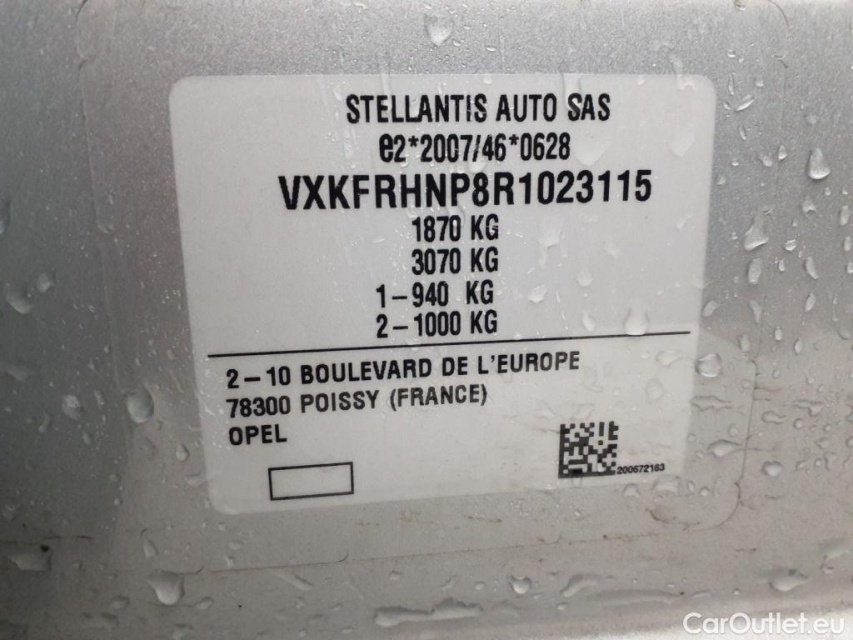 STELLANTIS AUTO SAS
e2*2007/46*0628
VXKFRHNP8R1023115
1870 KG
3070 KG
1-940 KG
2-1000 KG
2-10 BOULEVARD DE L'EUROPE
78300 POISSY (FRANCE)
OPEL
200672163
CarOutlet.eu